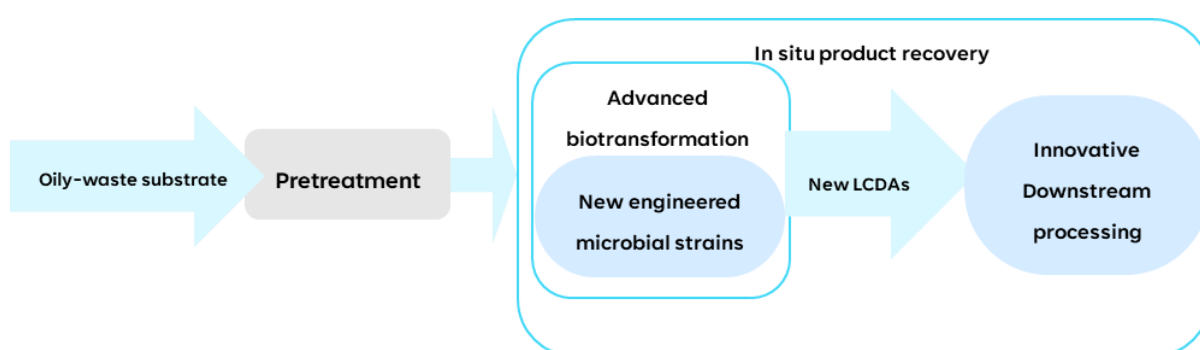 In situ product recovery
Oily-waste substrate
Pretreatment
Advanced
biotransformation
New engineered
microbial strains
New LCDAs
Innovative
Downstream
processing